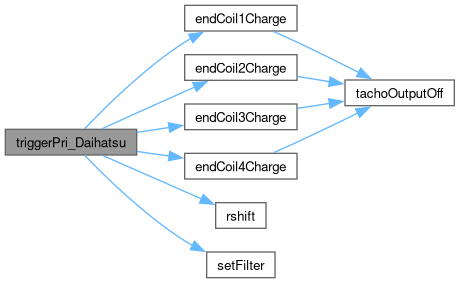 triggerPri_Daihatsu
endCoil1Charge
endCoil2Charge
endCoil3Charge
endCoil4Charge
rshift
setFilter
tachoOutputOff